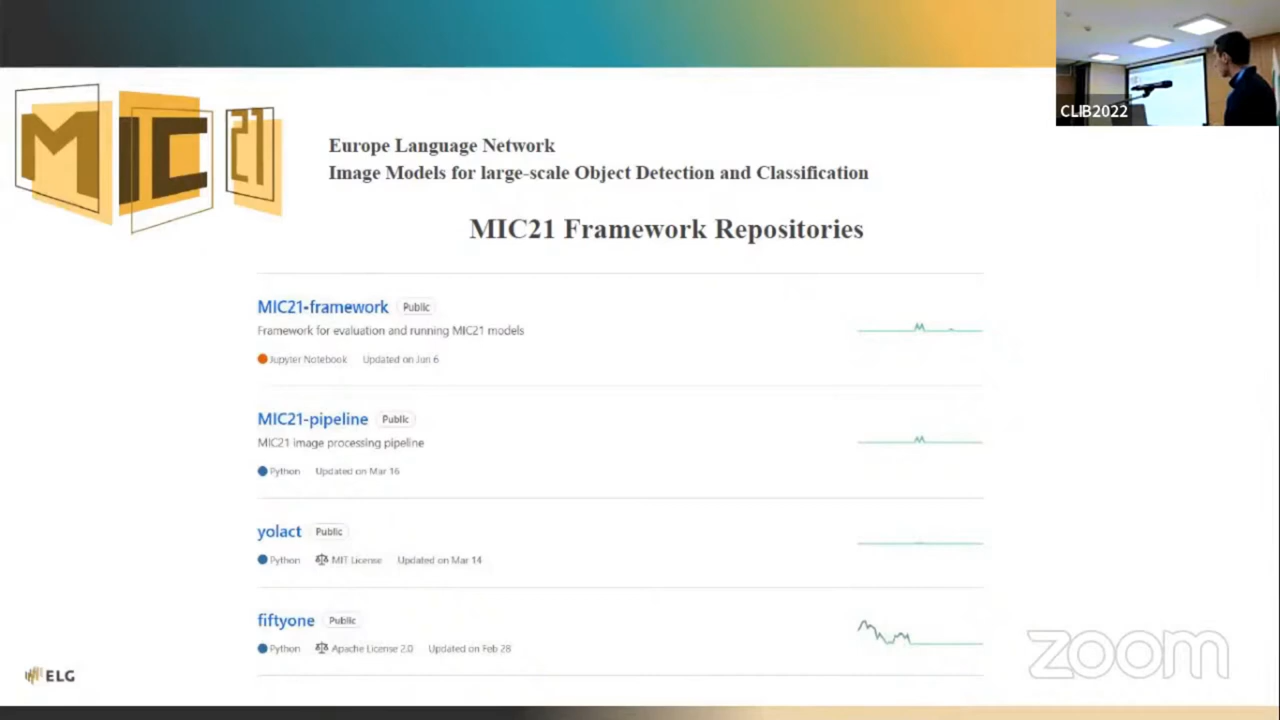 MIC21
CLIB2022
Europe Language Network
Image Models for large-scale Object Detection and Classification
MIC21 Framework Repositories
MIC21-framework Public
Framework for evaluation and running MIC21 models
Jupyter Notebook Updated on Jun 6
MIC21-pipeline Public
MIC21 image processing pipeline
Python Updated on Mar 16
yolact Public
Python MIT License Updated on Mar 14
fiftyone Public
Python Apache License 2.0 Updated on Feb 28
ELG
zoom